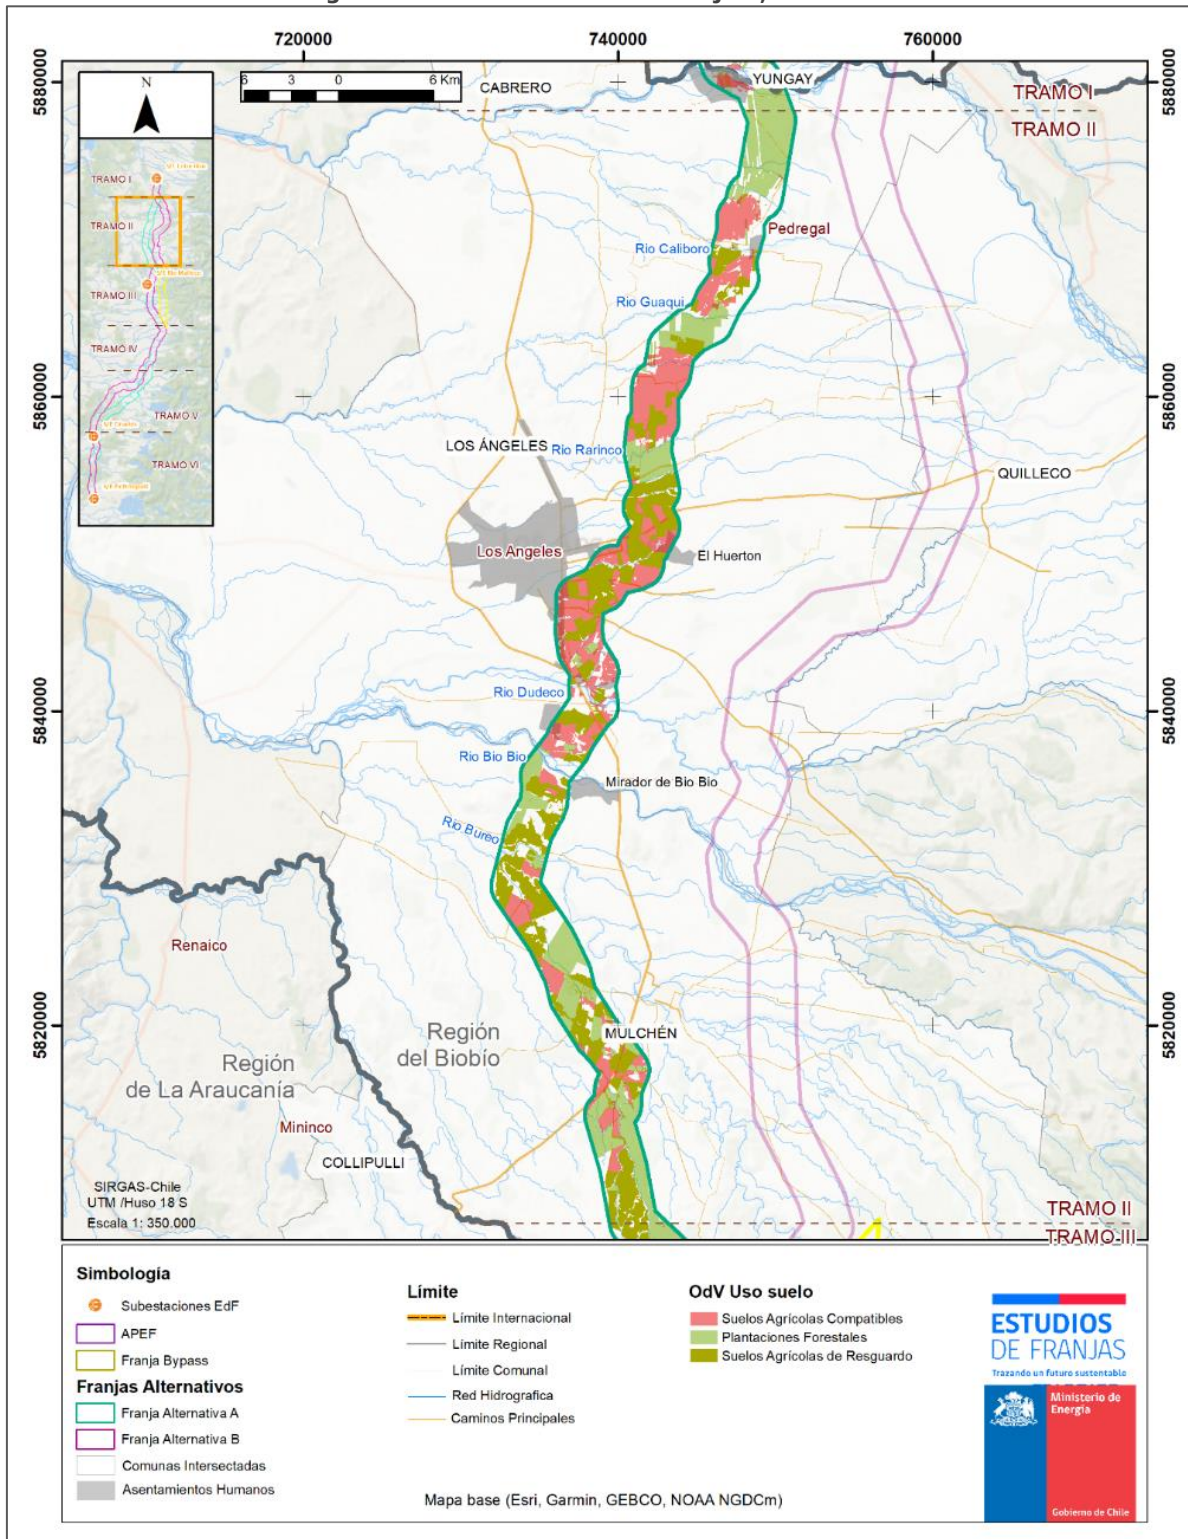 720000
740000
760000
5880000
5860000
5840000
5820000
5880000
5860000
5840000
5820000
N
6 3 0 6 Km
TRAMO I
TRAMO II
TRAMO III
TRAMO IV
TRAMO V
TRAMO VI
CABRERO
YUNGAY
TRAMO I
TRAMO II
Pedregal
Rio Caliboro
Rio Guaqui
LOS ÁNGELES
Rio Rarinco
QUILLECO
Los Angeles
El Huerton
Rio Dudeco
Rio Bio Bio
Mirador de Bio Bio
Rio Bureo
Renaico
Región
del Biobío
MULCHÉN
Región
de La Araucanía
Mininco
COLLIPULLI
SIRGAS-Chile
UTM /Huso 18 S
Escala 1: 350.000
TRAMO II
TRAMO III
Simbología
Subestaciones EdF
APEF
Franja Bypass
Franjas Alternativos
Franja Alternativa A
Franja Alternativa B
Comunas Intersectadas
Asentamientos Humanos
Límite
Límite Internacional
Límite Regional
Límite Comunal
Red Hidrografica
Caminos Principales
OdV Uso suelo
Suelos Agrícolas Compatibles
Plantaciones Forestales
Suelos Agrícolas de Resguardo
Mapa base (Esri, Garmin, GEBCO, NOAA NGDCm)
ESTUDIOS
DE FRANJAS
Trazando un futuro sustentable
Ministerio de
Energía
Gobierno de Chile